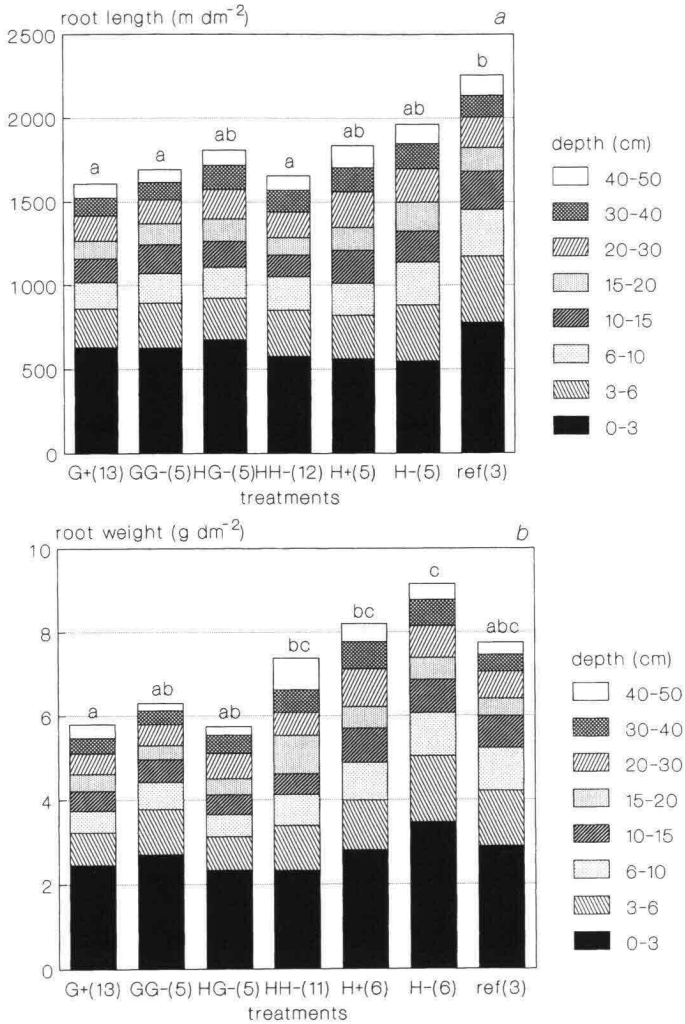 root length (m dm⁻²) a
2500
2000
1500
1000
500
0
a a ab a ab ab b
G+(13) GG-(5) HG-(5) HH-(12) H+(5) H-(5) ref(3)
treatments
depth (cm)
40-50
30-40
20-30
15-20
10-15
6-10
3-6
0-3
root weight (g dm⁻²) b
10
8
6
4
2
0
a ab ab bc bc c abc
G+(13) GG-(5) HG-(5) HH-(11) H+(6) H-(6) ref(3)
treatments
depth (cm)
40-50
30-40
20-30
15-20
10-15
6-10
3-6
0-3